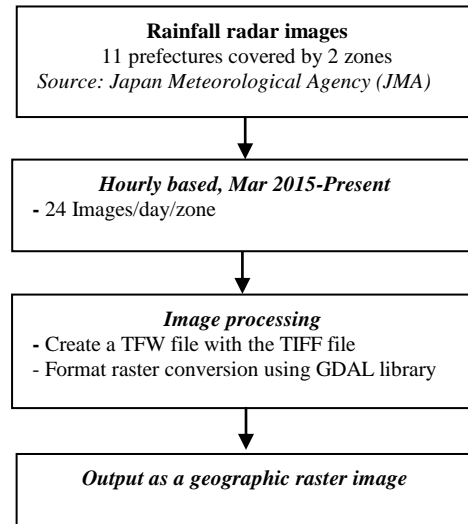 Rainfall radar images
11 prefectures covered by 2 zones
Source: Japan Meteorological Agency (JMA)
Hourly based, Mar 2015-Present
- 24 Images/day/zone
Image processing
- Create a TFW file with the TIFF file
- Format raster conversion using GDAL library
Output as a geographic raster image